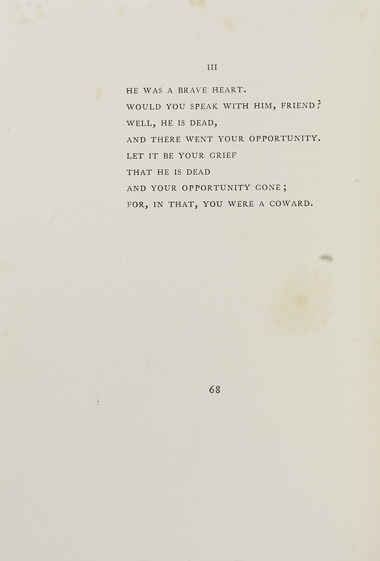 III
HE WAS A BRAVE HEART.
WOULD YOU SPEAK WITH HIM, FRIEND?
WELL, HE IS DEAD,
AND THERE WENT YOUR OPPORTUNITY.
LET IT BE YOUR GRIEF
THAT HE IS DEAD
AND YOUR OPPORTUNITY GONE;
FOR, IN THAT, YOU WERE A COWARD.
68